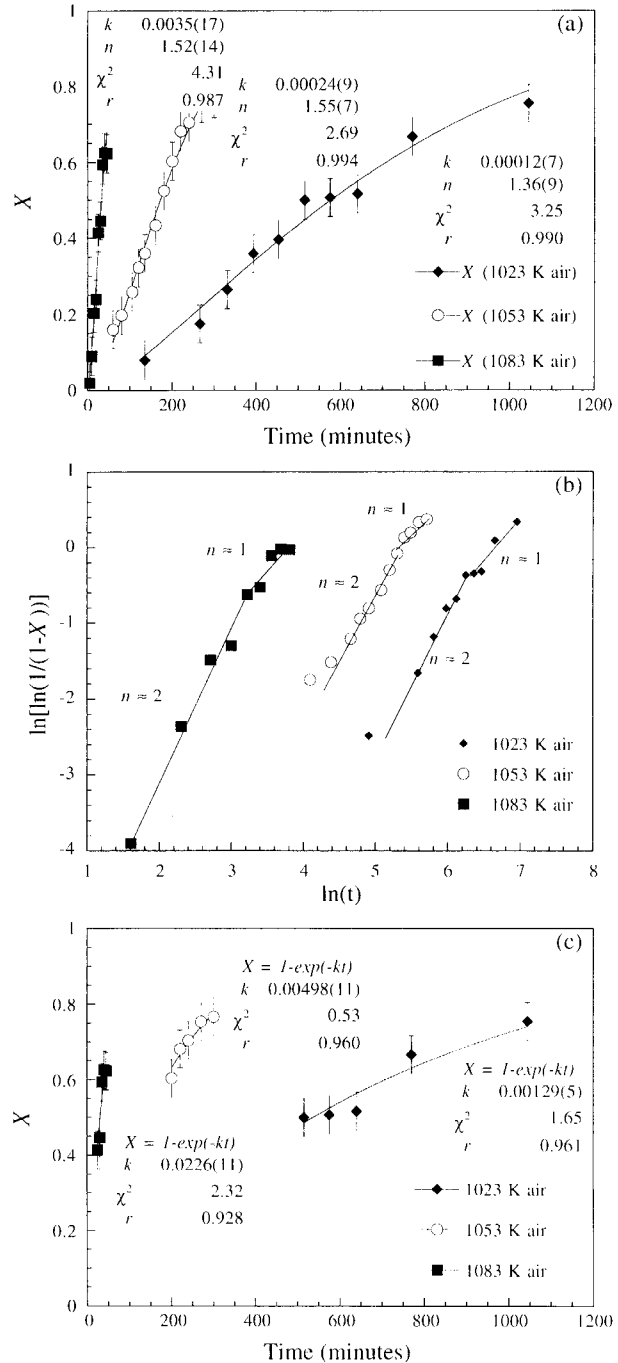 (a)
k 0.0035(17)
n 1.52(14)
χ² 4.31
r 0.987
k 0.00024(9)
n 1.55(7)
χ² 2.69
r 0.994
k 0.00012(7)
n 1.36(9)
χ² 3.25
r 0.990
X (1023 K air)
X (1053 K air)
X (1083 K air)
X
1
0.8
0.6
0.4
0.2
0
0 200 400 600 800 1000 1200
Time (minutes)
(b)
n ≈ 1
n ≈ 2
n ≈ 1
n ≈ 2
n ≈ 1
n ≈ 2
1023 K air
1053 K air
1083 K air
ln[ln(1/(1-X))]
1
0
-1
-2
-3
-4
1 2 3 4 5 6 7 8
ln(t)
(c)
X = 1-exp(-kt)
k 0.00498(11)
χ² 0.53
r 0.960
X = 1-exp(-kt)
k 0.00129(5)
χ² 1.65
r 0.961
X = 1-exp(-kt)
k 0.0226(11)
χ² 2.32
r 0.928
1023 K air
1053 K air
1083 K air
X
1
0.8
0.6
0.4
0.2
0
0 200 400 600 800 1000 1200
Time (minutes)